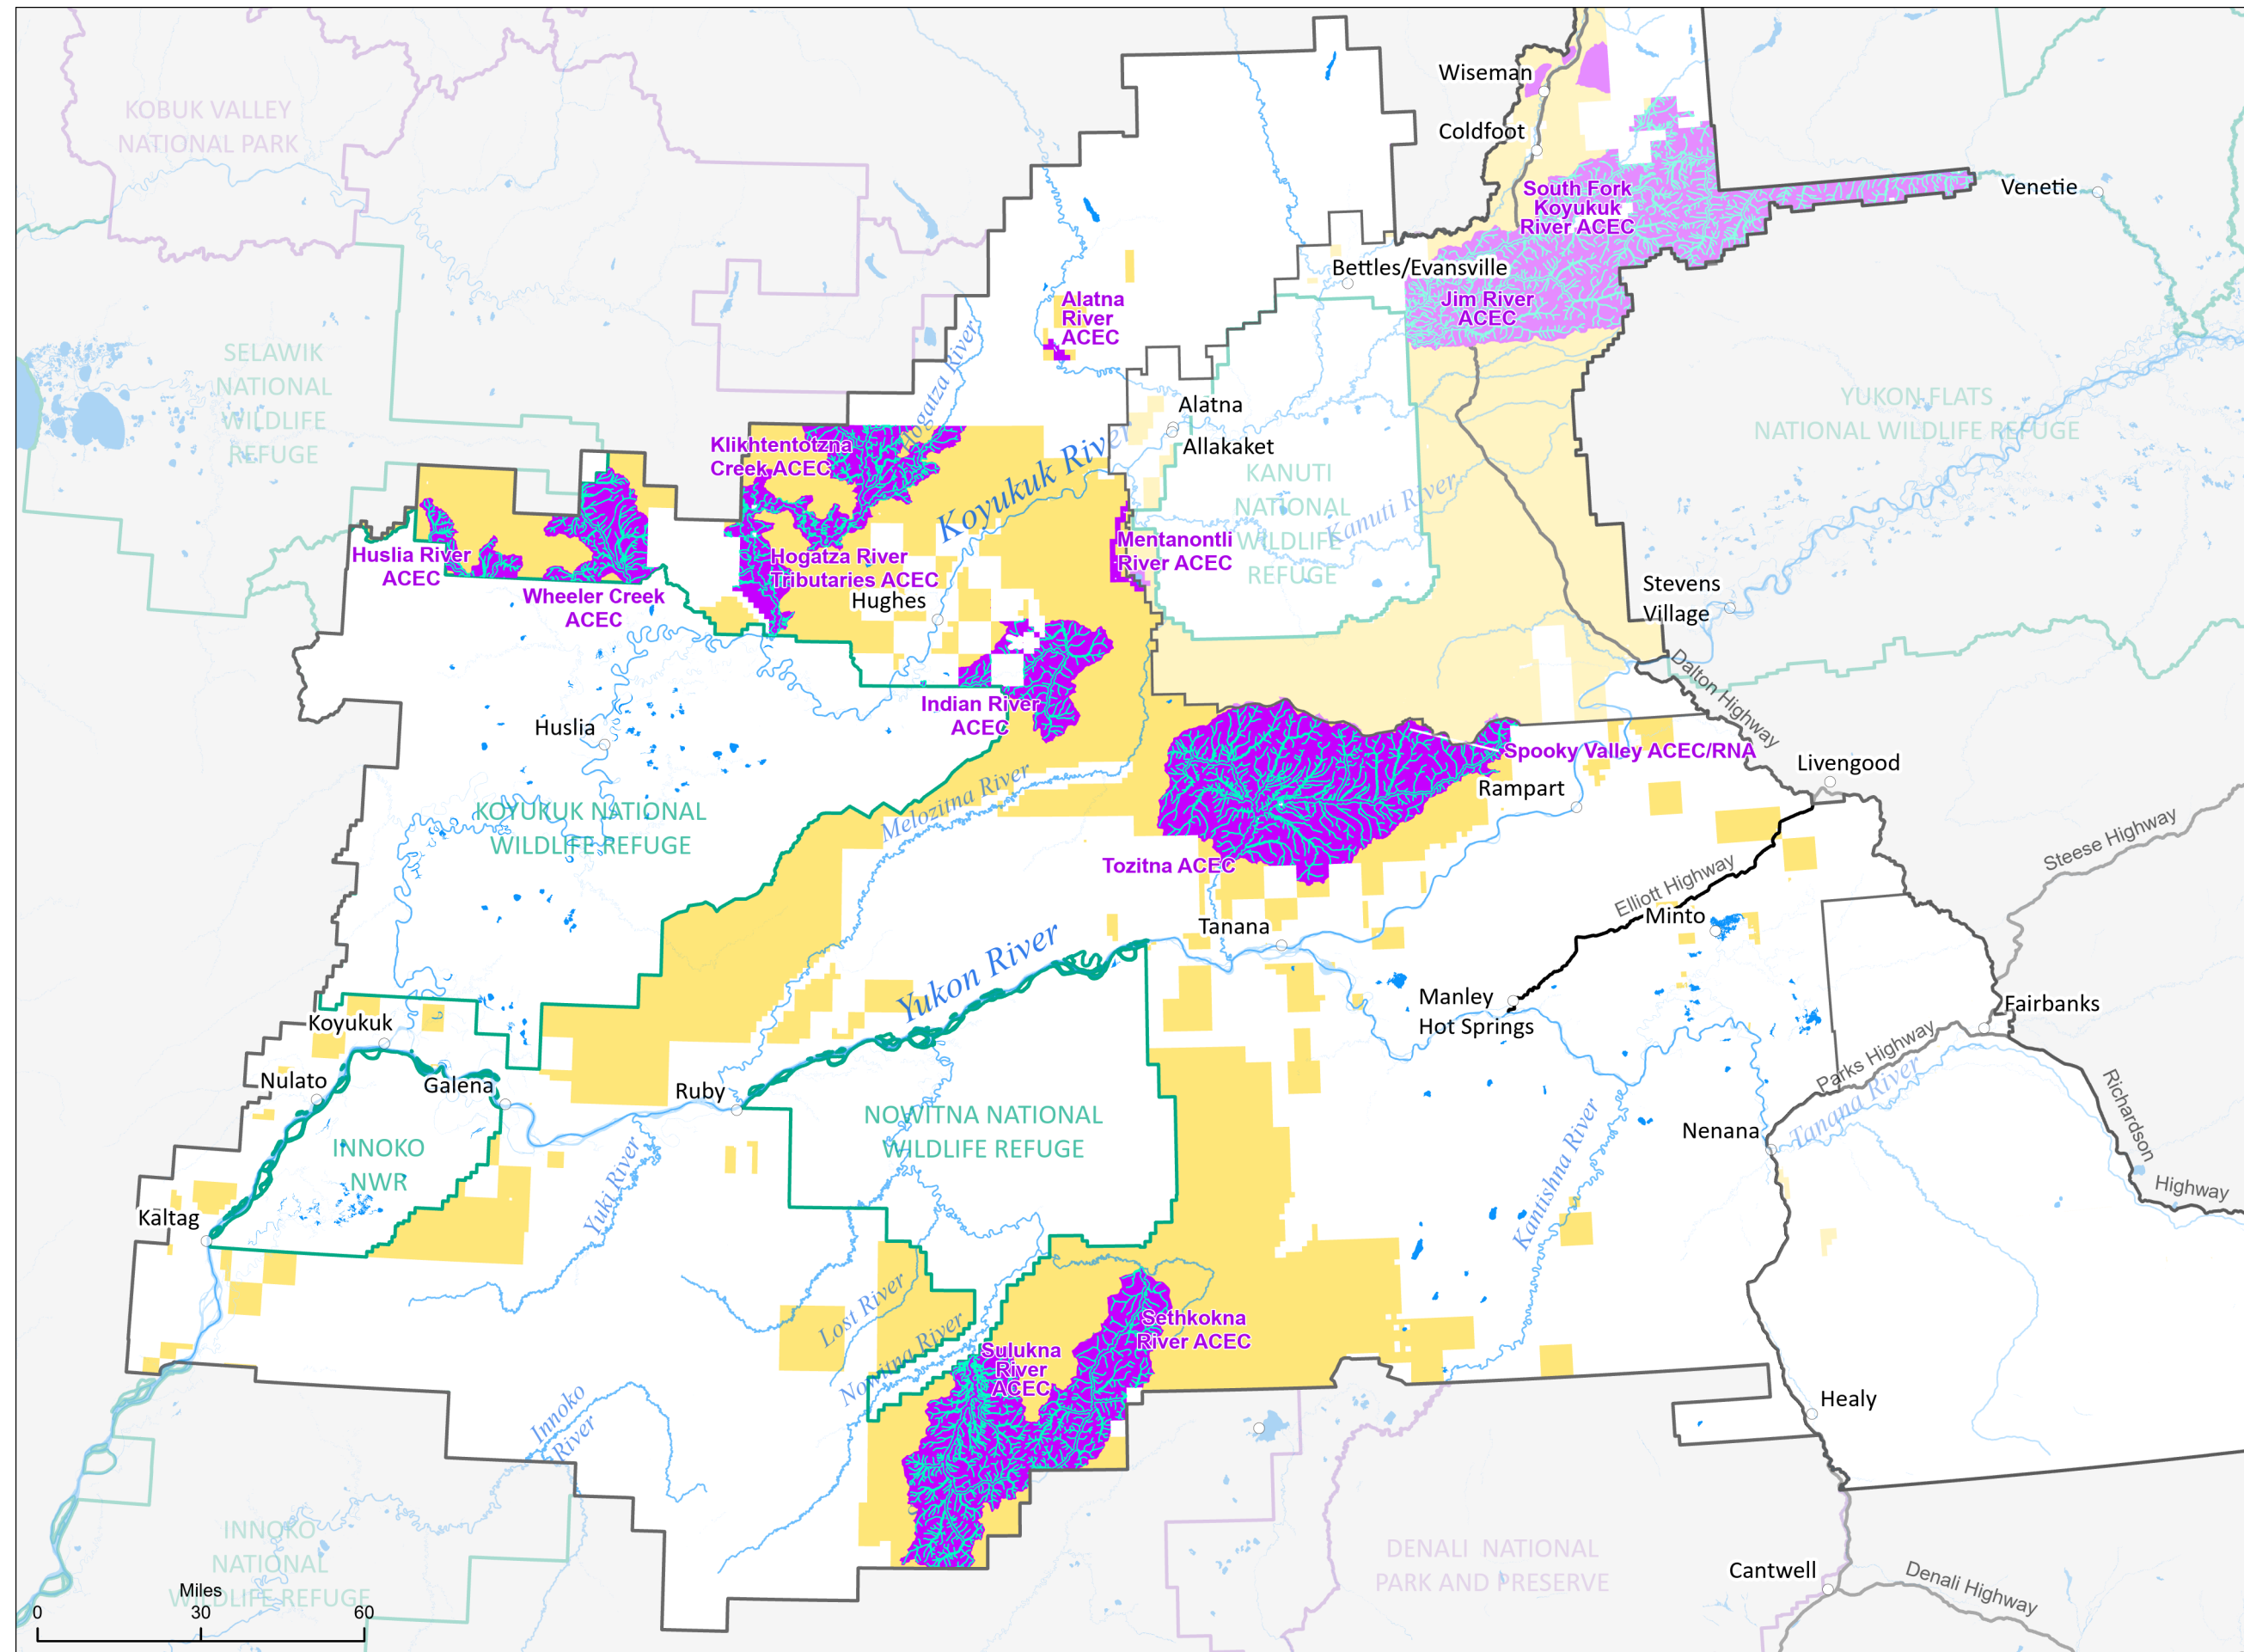 KOBUK VALLEY
NATIONAL PARK
Wiseman
Coldfoot
South Fork
Koyukuk
River ACEC
Venetie
Bettles/Evansville
Jim River
ACEC
Alatna
River
ACEC
SELAWIK
NATIONAL
WILDLIFE
REFUGE
Hogatza River
Alatna
Allakaket
YUKON FLATS
NATIONAL WILDLIFE REFUGE
Klikhtentotzna
Creek ACEC
Koyukuk River
KANUTI
NATIONAL
WILDLIFE
REFUGE
Kanuti River
Huslia River
ACEC
Wheeler Creek
ACEC
Hogatza River
Tributaries ACEC
Hughes
Mentanontli
River ACEC
Stevens
Village
Indian River
ACEC
Huslia
Dalton Highway
Spooky Valley ACEC/RNA
Livengood
Rampart
KOYUKUK NATIONAL
WILDLIFE REFUGE
Melozitna River
Tozitna ACEC
Steese Highway
Elliott Highway
Minto
Tanana
Yukon River
Manley
Hot Springs
Fairbanks
Koyukuk
Nulato
Galena
Ruby
Parks Highway
Tanana River
Richardson
Highway
NOWITNA NATIONAL
WILDLIFE REFUGE
Nenana
INNOKO
NWR
Yuki River
Kantishna River
Kaltag
Lost River
Nowitna River
Sethkokna
River ACEC
Sulukna
River
ACEC
Innoko
River
Healy
INNOKO
NATIONAL
WILDLIFE REFUGE
DENALI NATIONAL
PARK AND PRESERVE
Cantwell
Denali Highway
Miles
0 30 60